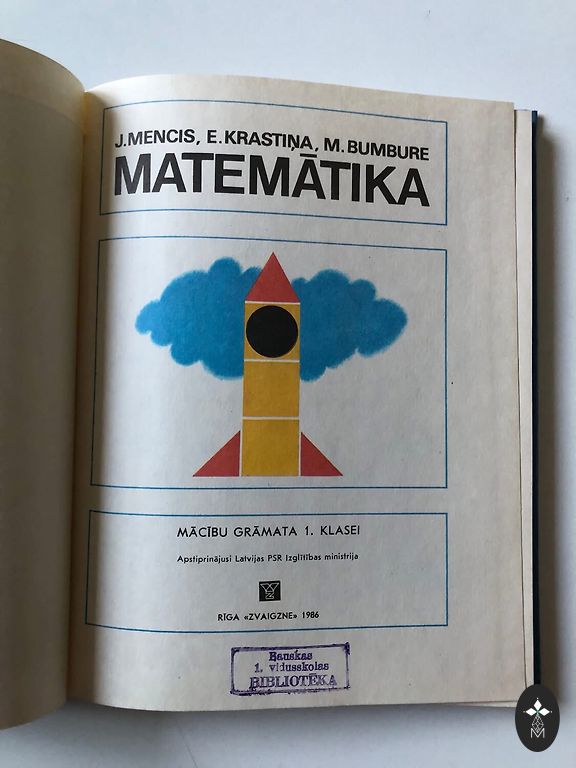 J. MENCIS, E. KRASTIŅA, M. BUMBURE
MATEMĀTIKA
MĀCĪBU GRĀMATA 1. KLASEI
Apstiprinājusi Latvijas PSR Izglītības ministrija
RĪGA «ZVAIGZNE» 1986
Bauskas
1. vidusskolas
BIBLIOTĒKA
M